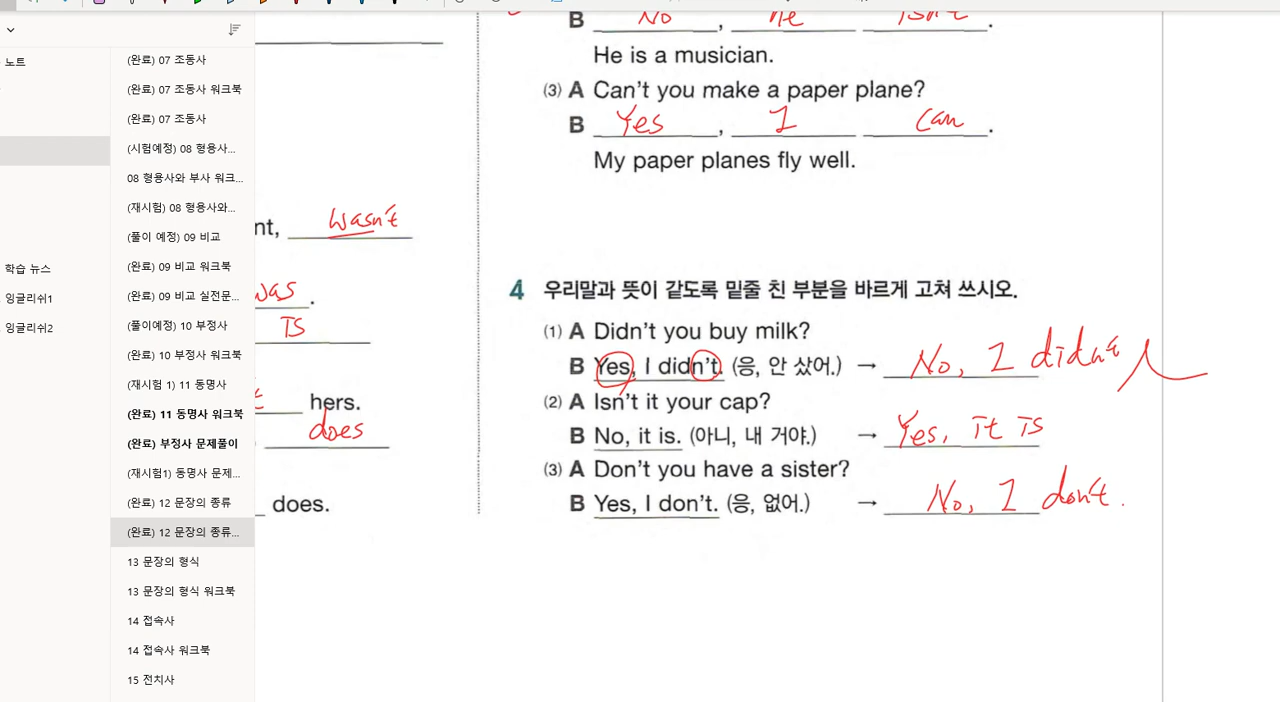 노트
학습 뉴스
잉글리쉬1
잉글리쉬2
(완료) 07 조동사
(완료) 07 조동사 워크북
(완료) 07 조동사
(시험예정) 08 형용사...
08 형용사와 부사 워크...
(재시험) 08 형용사와...
(풀이 예정) 09 비교
(완료) 09 비교 워크북
(완료) 09 비교 실전문...
(풀이예정) 10 부정사
(완료) 10 부정사 워크북
(재시험 1) 11 동명사
(완료) 11 동명사 워크북
(완료) 부정사 문제풀이
(재시험1) 동명사 문제...
(완료) 12 문장의 종류
(완료) 12 문장의 종류...
13 문장의 형식
13 문장의 형식 워크북
14 접속사
14 접속사 워크북
15 전치사
nt, wasn't
was.
is
hers.
does
does.
B No, he isn't.
He is a musician.
(3) A Can't you make a paper plane?
B Yes, I can.
My paper planes fly well.
4 우리말과 뜻이 같도록 밑줄 친 부분을 바르게 고쳐 쓰시오.
(1) A Didn't you buy milk?
B Yes, I didn't. (응, 안 샀어.) → No, I didn't
(2) A Isn't it your cap?
B No, it is. (아니, 내 거야.) → Yes, it is
(3) A Don't you have a sister?
B Yes, I don't. (응, 없어.) → No, I don't.